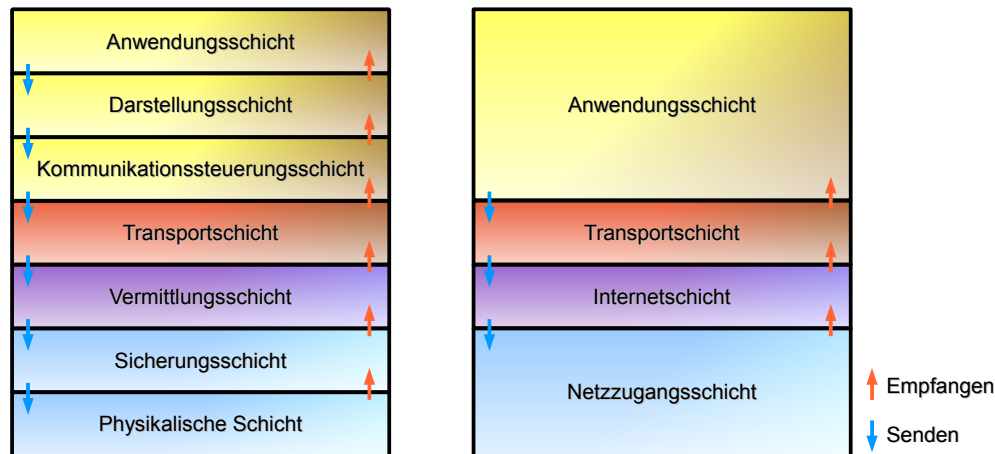 Anwendungsschicht
Darstellungsschicht
Kommunikationssteuerungsschicht
Transportschicht
Vermittlungsschicht
Sicherungsschicht
Physikalische Schicht
Anwendungsschicht
Transportschicht
Internetschicht
Netzzugangsschicht
Empfangen
Senden